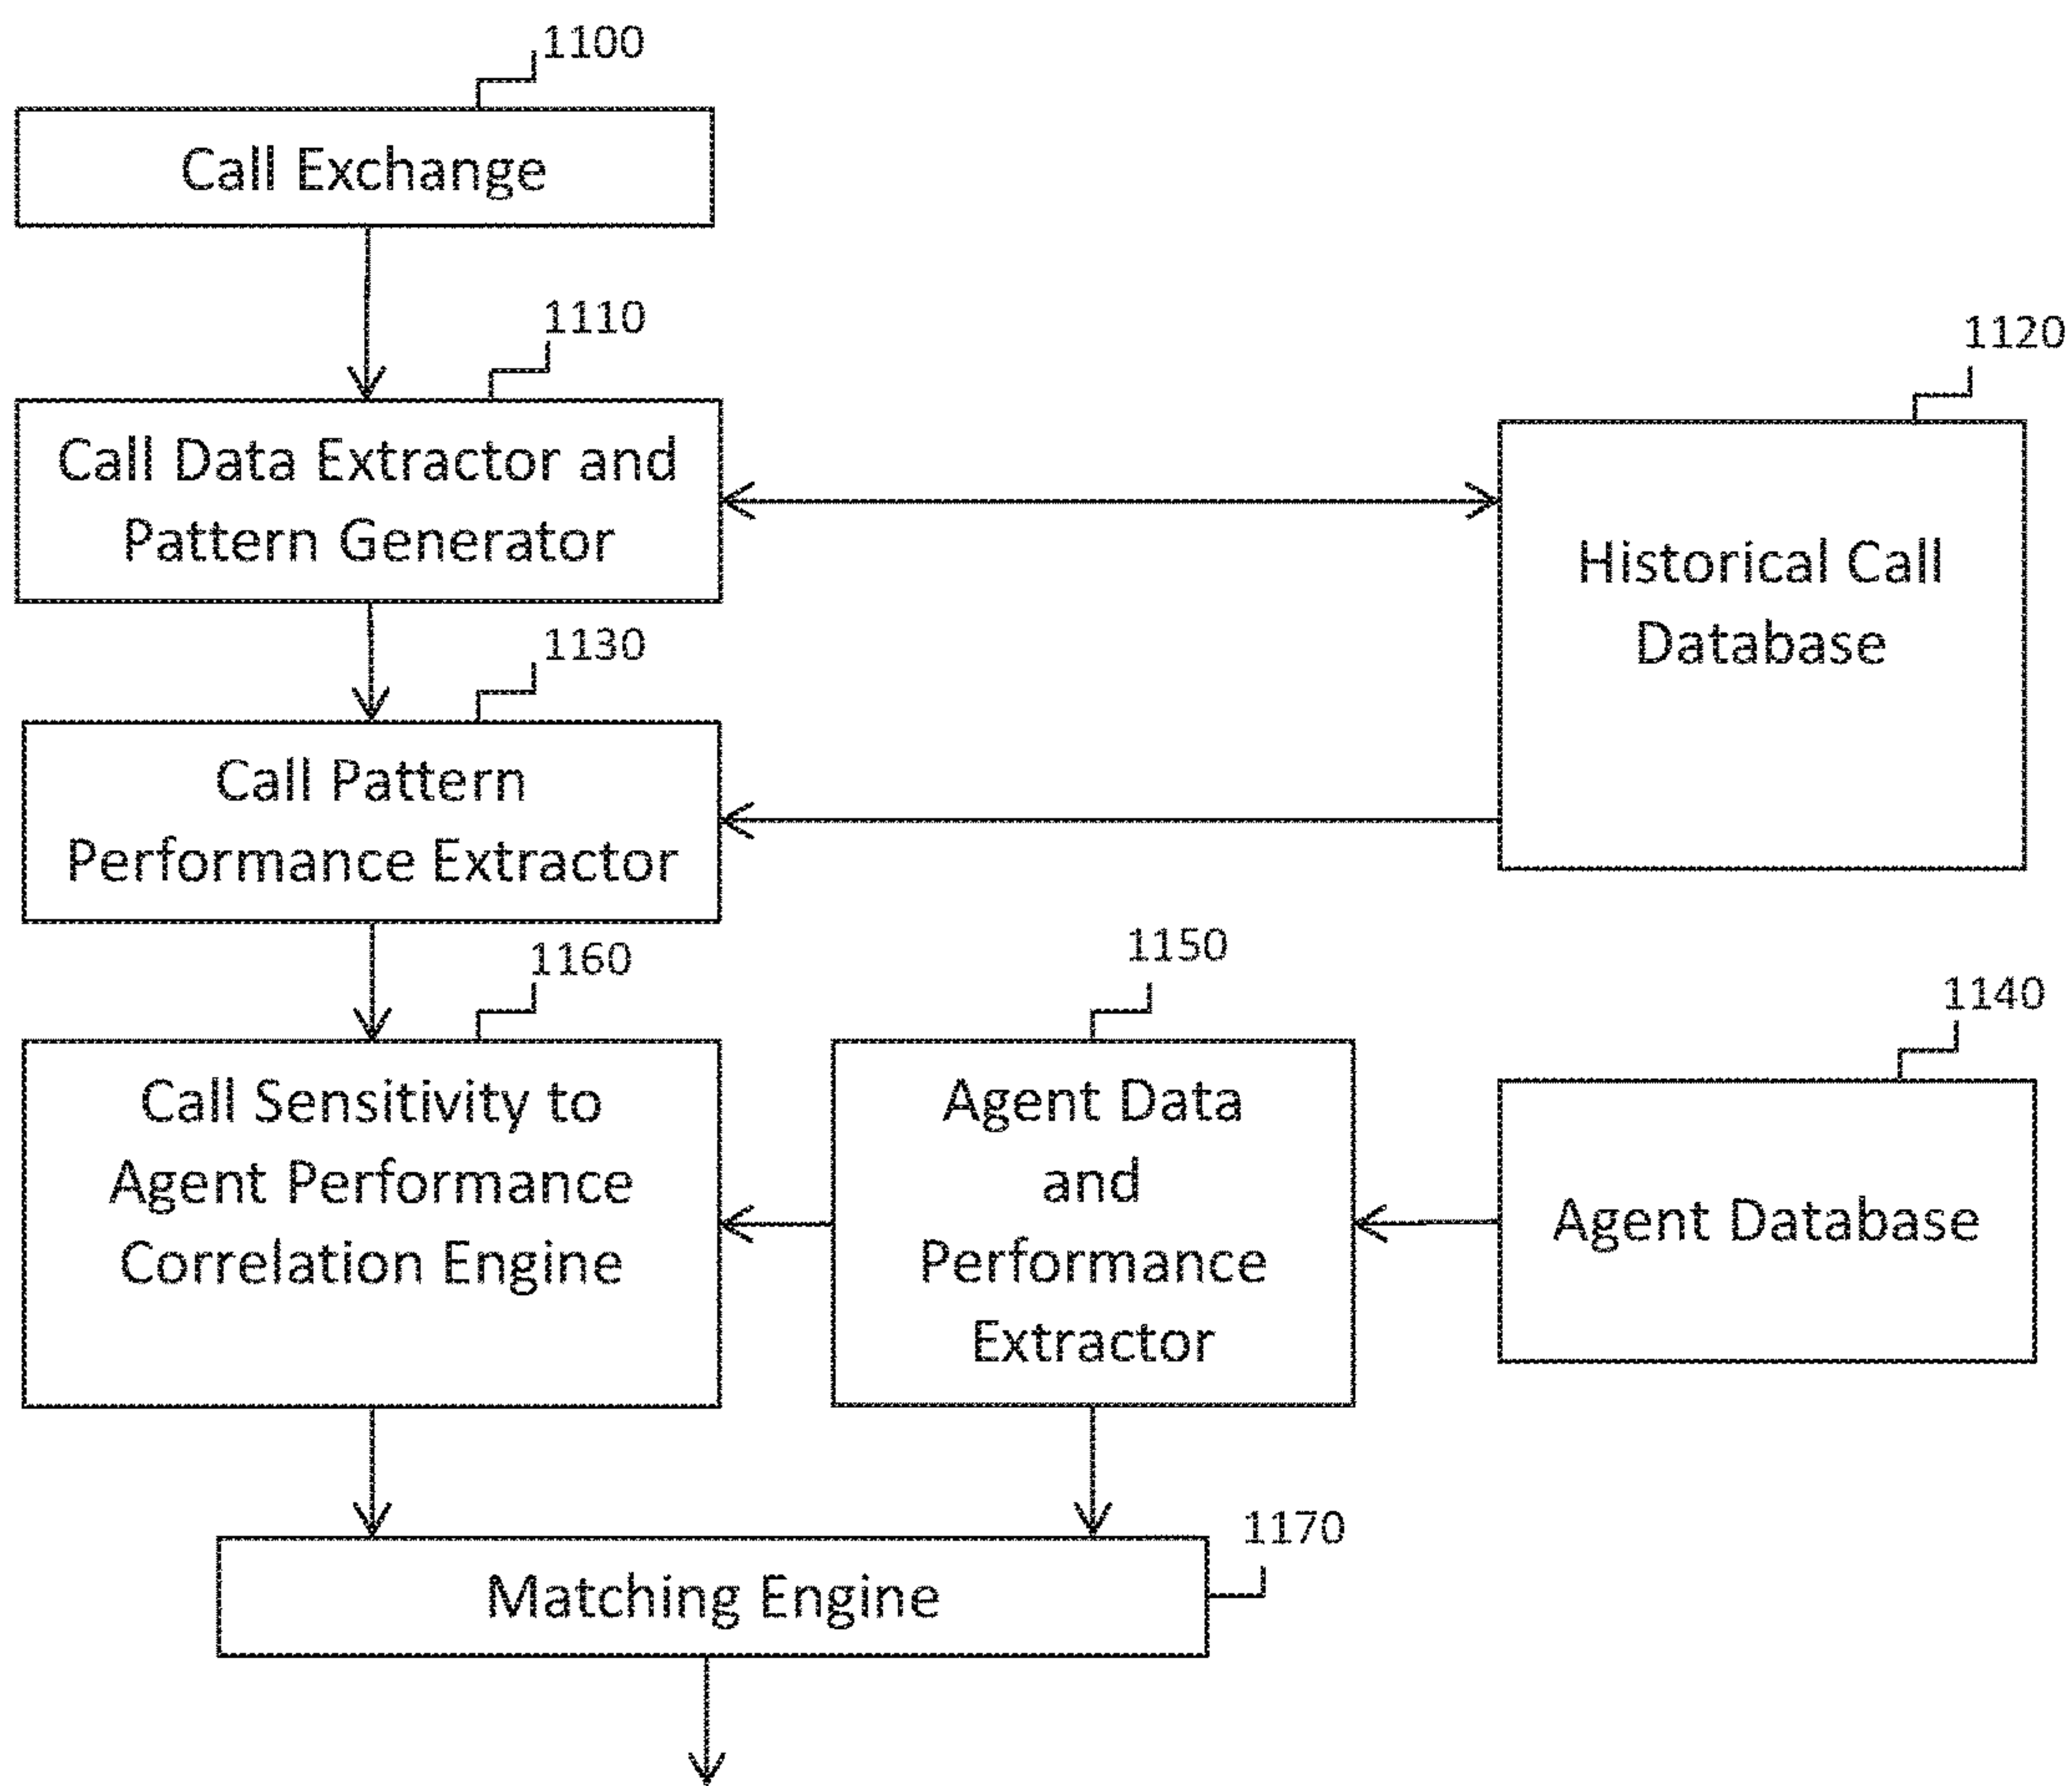 1100
Call Exchange
1110
1120
Call Data Extractor and
Pattern Generator
Historical Call
Database
1130
Call Pattern
Performance Extractor
1160
1150
1140
Call Sensitivity to
Agent Performance
Correlation Engine
Agent Data
and
Performance
Extractor
Agent Database
1170
Matching Engine